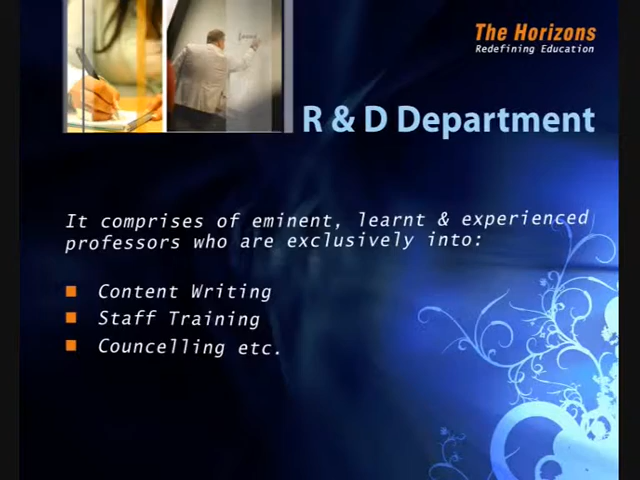 The Horizons
Redefining Education
R & D Department
It comprises of eminent, learnt & experienced
professors who are exclusively into:
Content Writing
Staff Training
Councelling etc.